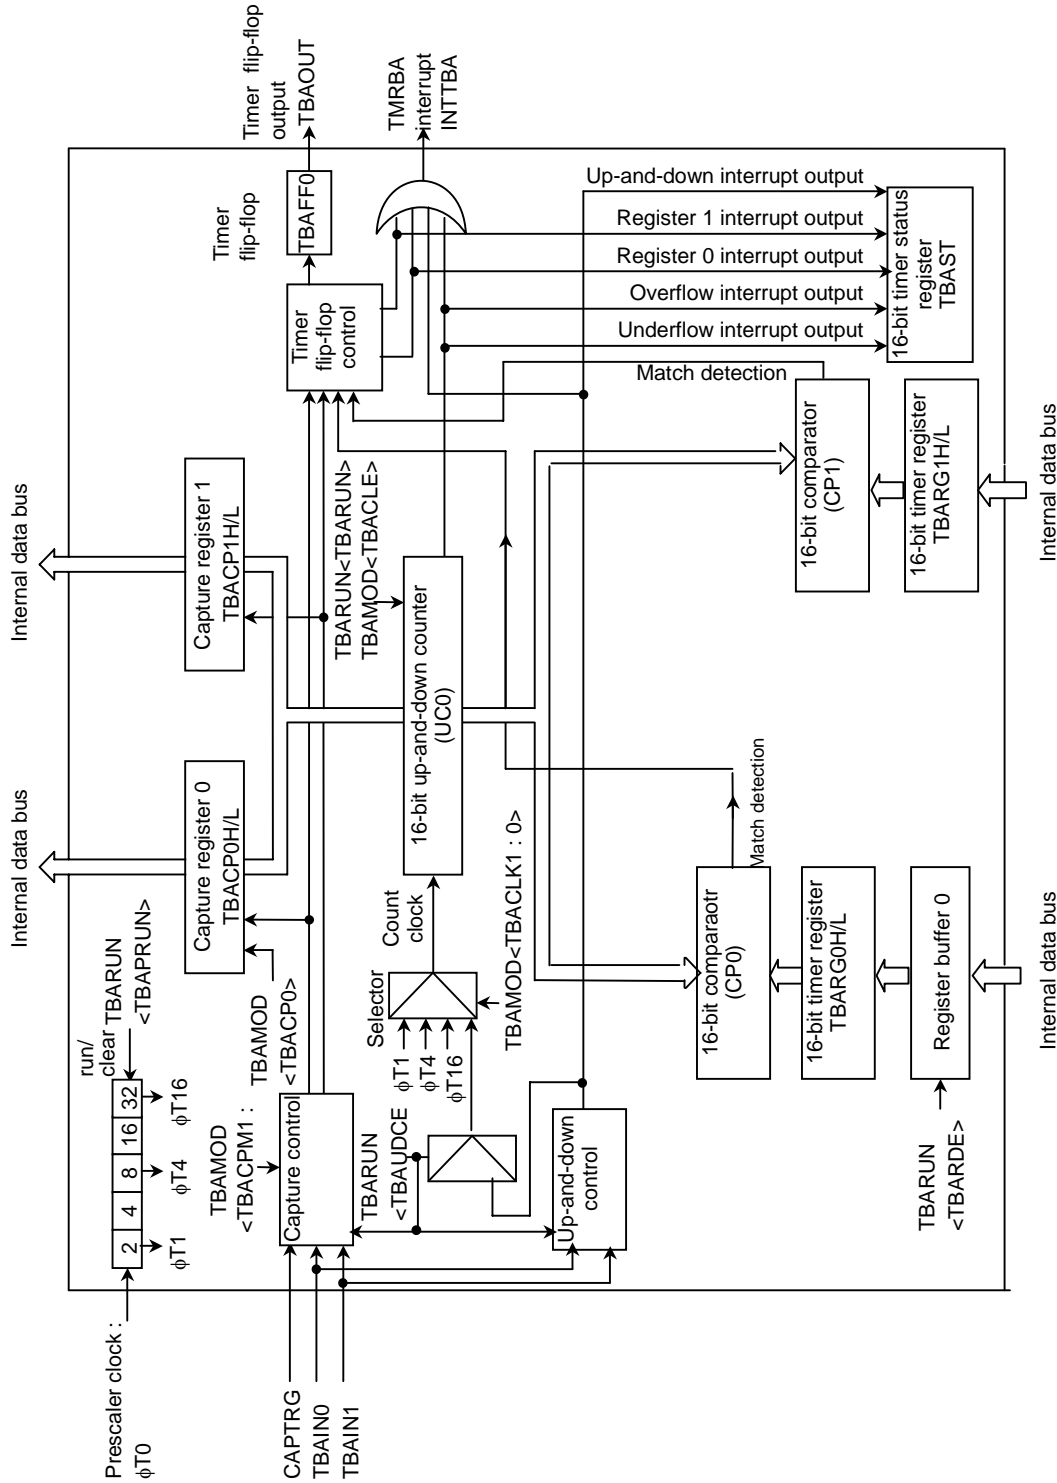 Prescaler clock :
ϕT0
2
4
8
16
32
ϕT1
ϕT4
ϕT16
run/
clear
TBARUN
<TBAPRUN>
Internal data bus
Internal data bus
Capture register 0
TBACP0H/L
Capture register 1
TBACP1H/L
TBAMOD
<TBACPM1 :
TBAMOD
<TBACP0>
CAPTRG
TBAIN0
TBAIN1
Capture control
TBARUN
<TBAUDCE
Up-and-down
control
Selector
ϕT1
ϕT4
ϕT16
Count
clock
TBAMOD<TBACLK1 : 0>
16-bit up-and-down counter
(UC0)
TBARUN<TBARUN>
TBAMOD<TBACLE>
Timer
flip-flop
control
Timer
flip-flop
TBAFF0
Timer flip-flop
output
TBAOUT
TMRBA
interrupt
INTTBA
Up-and-down interrupt output
Register 1 interrupt output
Register 0 interrupt output
Overflow interrupt output
Underflow interrupt output
16-bit timer status
register
TBAST
Match detection
16-bit comparator
(CP1)
16-bit timer register
TBARG1H/L
Internal data bus
Match detection
16-bit comparaotr
(CP0)
16-bit timer register
TBARG0H/L
Register buffer 0
TBARUN
<TBARDE>
Internal data bus